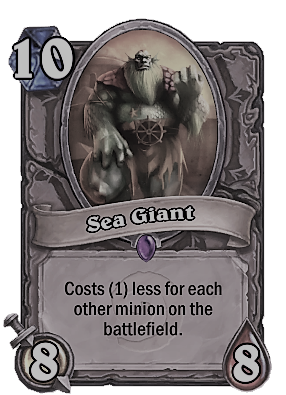 10
Sea Giant
Costs (1) less for each
other minion on the
battlefield.
8
8